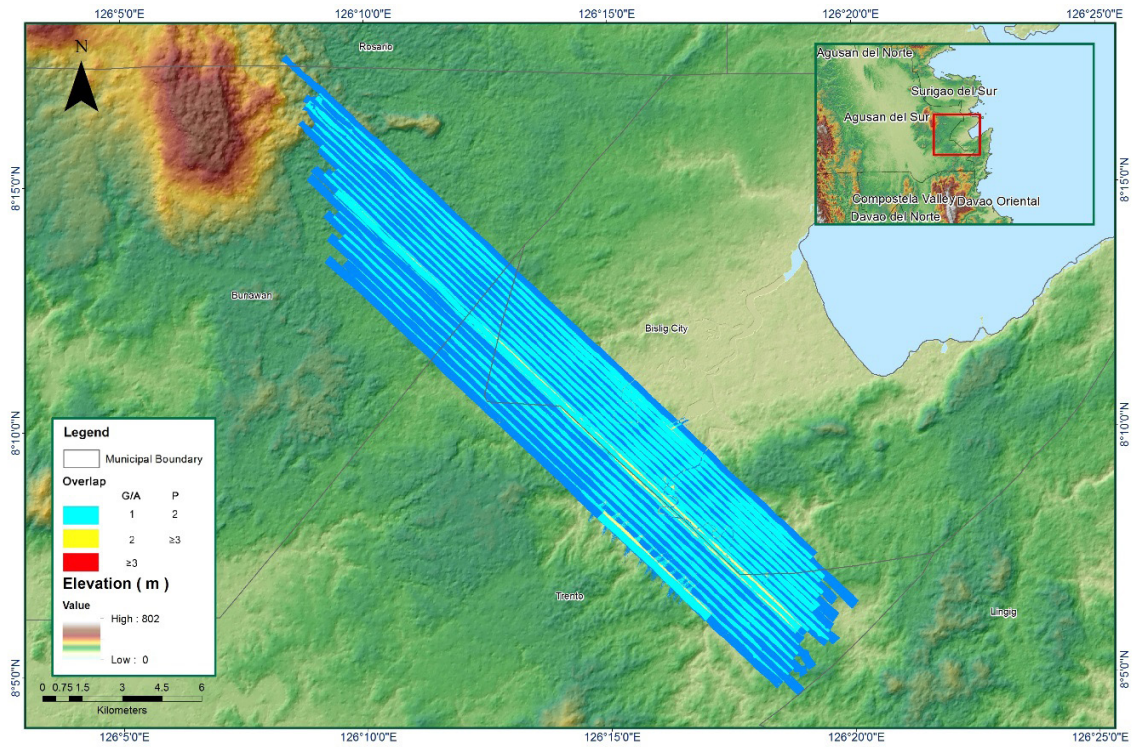 126°5'0"E 126°10'0"E 126°15'0"E 126°20'0"E 126°25'0"E
N
Rosario
Agusan del Norte
Surigao del Sur
Agusan del Sur
Compostela Valley
Davao Oriental
Davao del Norte
8°15'0"N
8°15'0"N
Bunawan
Bislig City
8°10'0"N
8°10'0"N
Legend
Municipal Boundary
Overlap
G/A P
1 2
2 ≥3
≥3
Elevation ( m )
Value
High : 802
Low : 0
Trento
Lingig
8°5'0"N
8°5'0"N
0 0.75 1.5 3 4.5 6
Kilometers
126°5'0"E 126°10'0"E 126°15'0"E 126°20'0"E 126°25'0"E